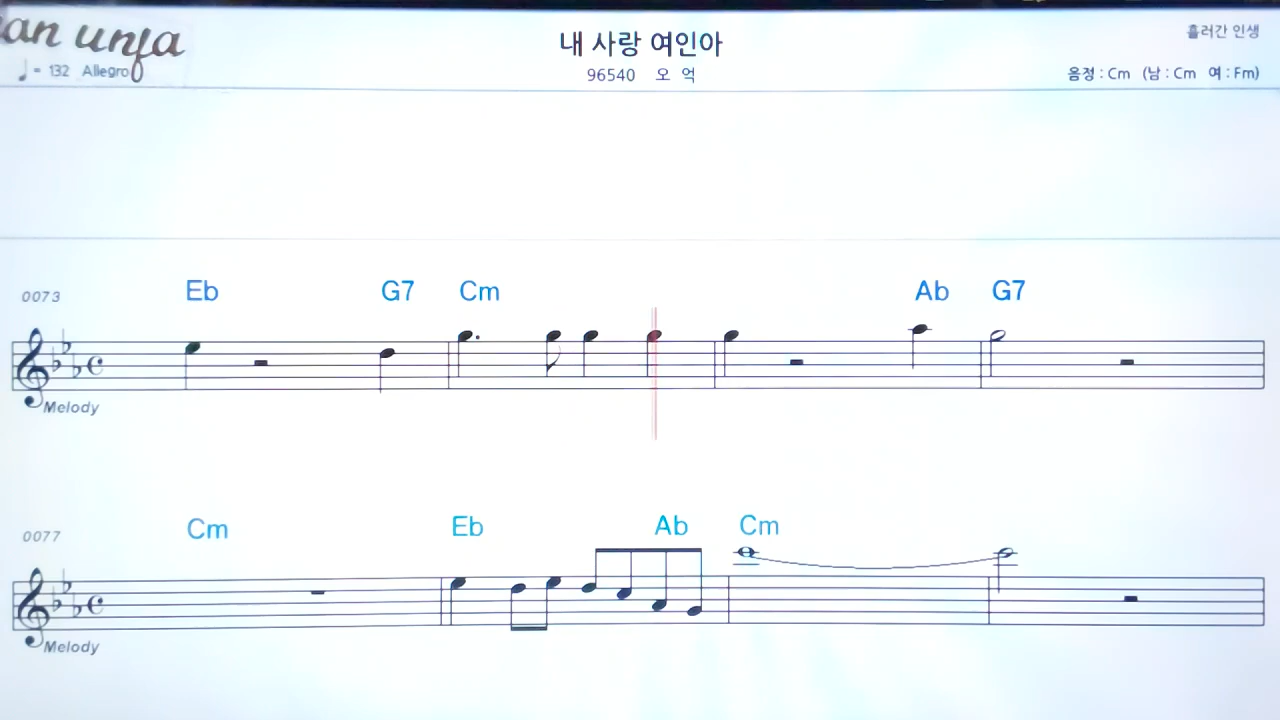 an unja
내 사랑 여인아
흘러간 인생
♩= 132 Allegro
96540 오 억
음정 : Cm (남 : Cm 여 : Fm)
0073 Eb G7 Cm Ab G7
Melody
0077 Cm Eb Ab Cm
Melody